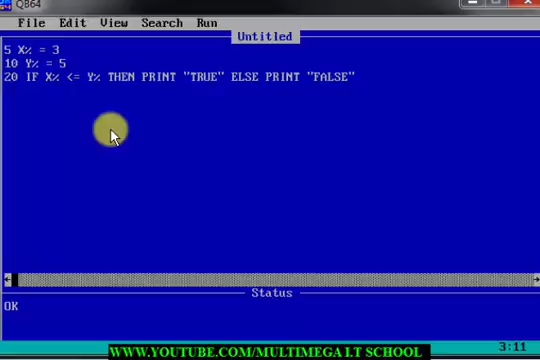 QB64
File Edit View Search Run
Untitled
5 X% = 3
10 Y% = 5
20 IF X% <= Y% THEN PRINT "TRUE" ELSE PRINT "FALSE"
Status
OK
3:11
WWW.YOUTUBE.COM/MULTIMEGA I.T SCHOOL